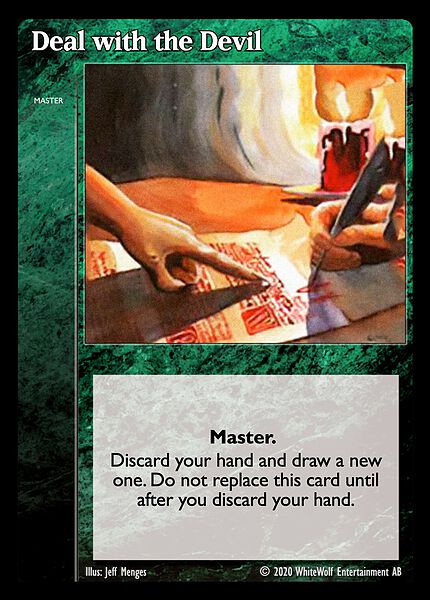 Deal with the Devil
MASTER
Master.
Discard your hand and draw a new
one. Do not replace this card until
after you discard your hand.
Illus: Jeff Menges
© 2020 WhiteWolf Entertainment AB